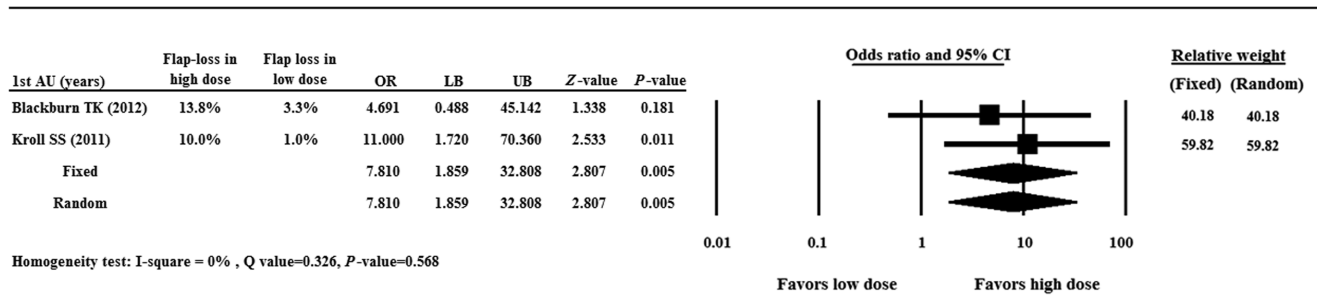 Odds ratio and 95% CI
Relative weight
(Fixed) (Random)
Flap-loss in Flap loss in
1st AU (years) high dose low dose OR LB UB Z-value P-value
Blackburn TK (2012) 13.8% 3.3% 4.691 0.488 45.142 1.338 0.181 40.18 40.18
Kroll SS (2011) 10.0% 1.0% 11.000 1.720 70.360 2.533 0.011 59.82 59.82
Fixed 7.810 1.859 32.808 2.807 0.005
Random 7.810 1.859 32.808 2.807 0.005
0.01 0.1 1 10 100
Homogeneity test: I-square = 0% , Q value=0.326, P-value=0.568
Favors low dose Favors high dose